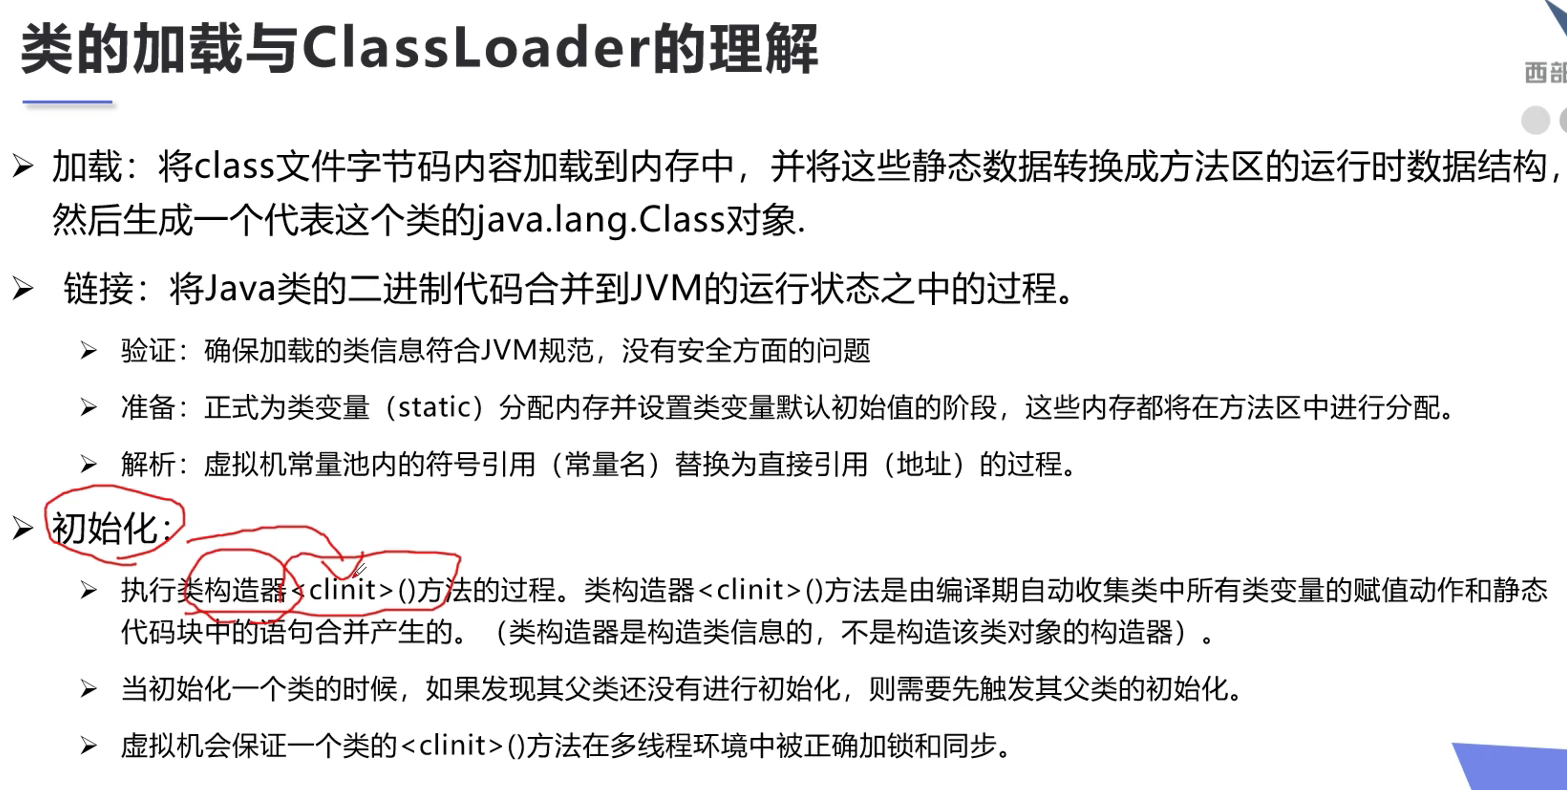 类的加载与ClassLoader的理解
西部
加载：将class文件字节码内容加载到内存中，并将这些静态数据转换成方法区的运行时数据结构，
然后生成一个代表这个类的java.lang.Class对象.
链接：将Java类的二进制代码合并到JVM的运行状态之中的过程。
验证：确保加载的类信息符合JVM规范，没有安全方面的问题
准备：正式为类变量（static）分配内存并设置类变量默认初始值的阶段，这些内存都将在方法区中进行分配。
解析：虚拟机常量池内的符号引用（常量名）替换为直接引用（地址）的过程。
初始化：
执行类构造器<clinit>()方法的过程。类构造器<clinit>()方法是由编译期自动收集类中所有类变量的赋值动作和静态
代码块中的语句合并产生的。（类构造器是构造类信息的，不是构造该类对象的构造器）。
当初始化一个类的时候，如果发现其父类还没有进行初始化，则需要先触发其父类的初始化。
虚拟机会保证一个类的<clinit>()方法在多线程环境中被正确加锁和同步。